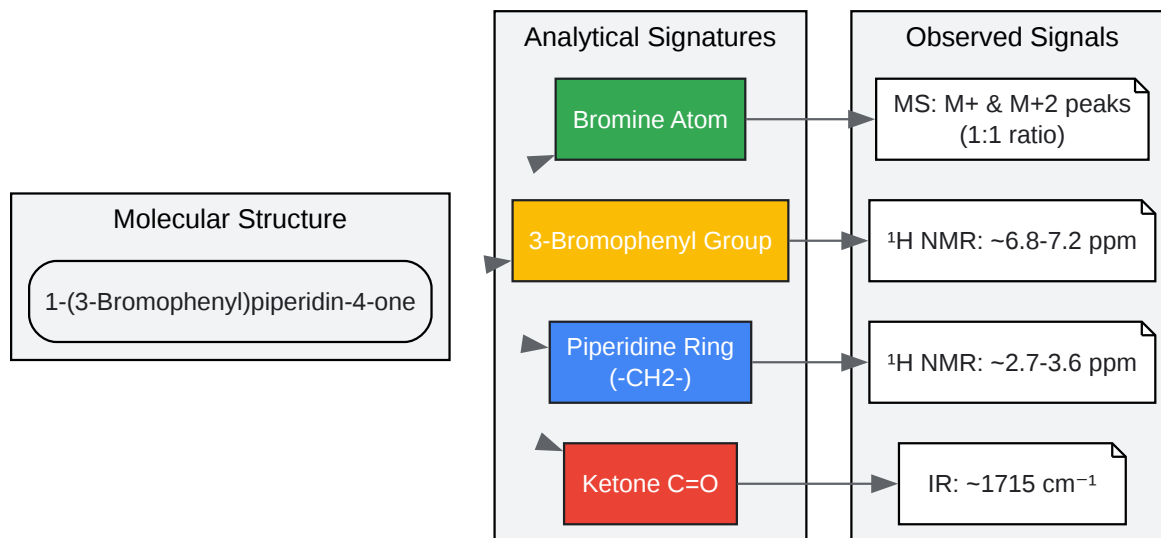 Molecular Structure
1-(3-Bromophenyl)piperidin-4-one
Analytical Signatures
Bromine Atom
3-Bromophenyl Group
Piperidine Ring
(-CH2-)
Ketone C=O
Observed Signals
MS: M+ & M+2 peaks
(1:1 ratio)
¹H NMR: ~6.8-7.2 ppm
¹H NMR: ~2.7-3.6 ppm
IR: ~1715 cm⁻¹